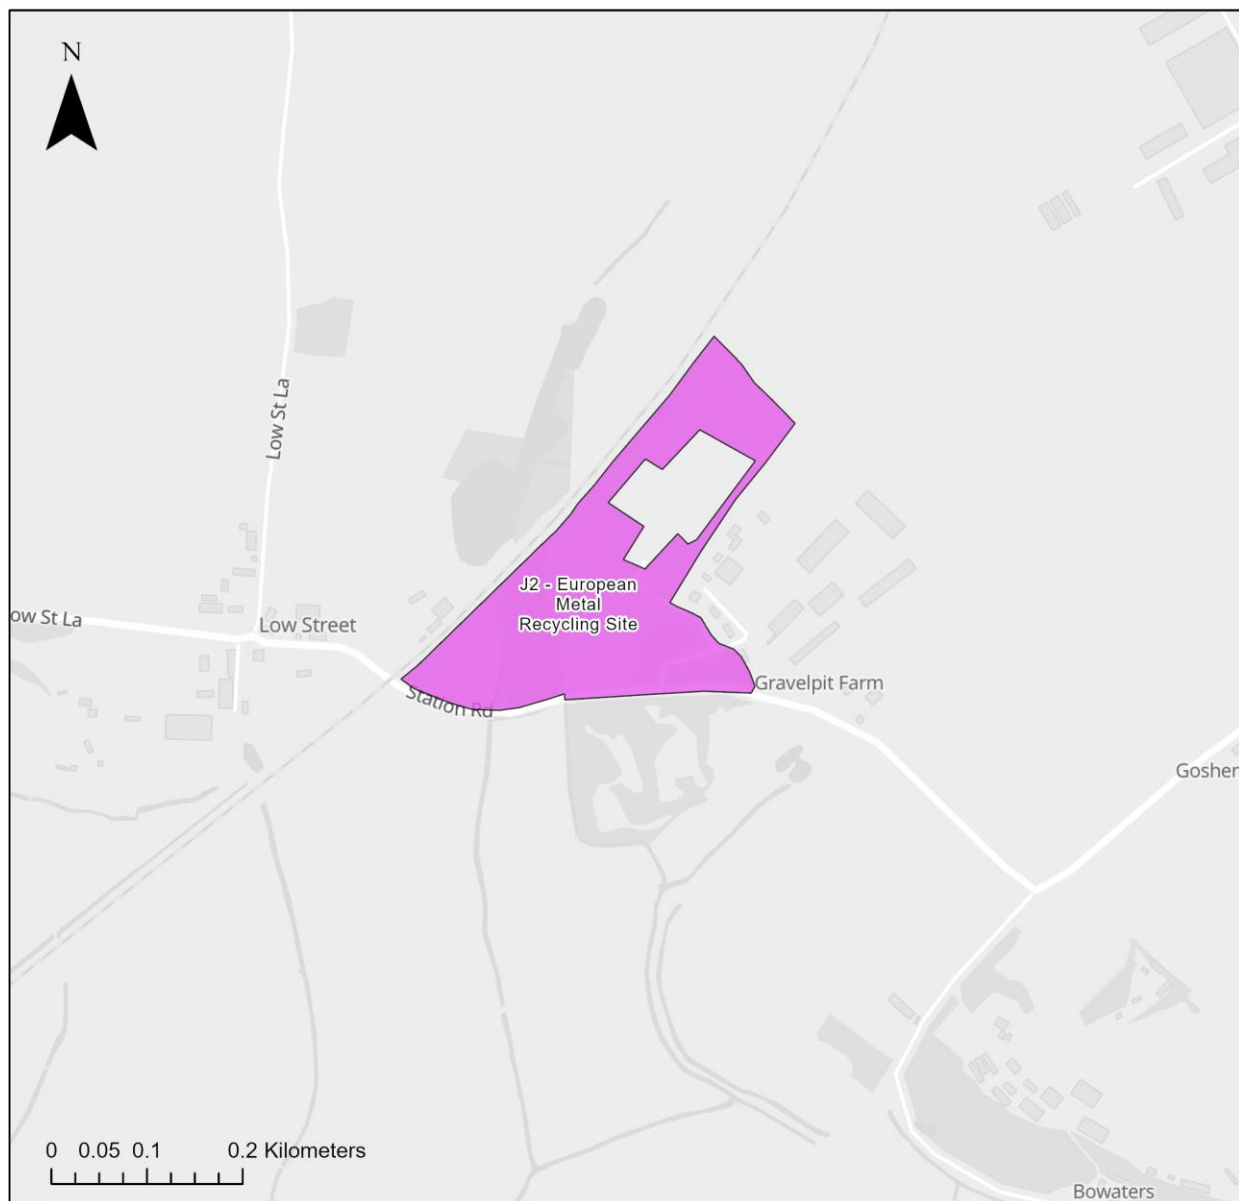 N
Low St La
J2 - European
Metal
Recycling Site
ow St La
Low Street
Station Rd
Gravelpit Farm
Goshen
0 0.05 0.1 0.2 Kilometers
Bowaters